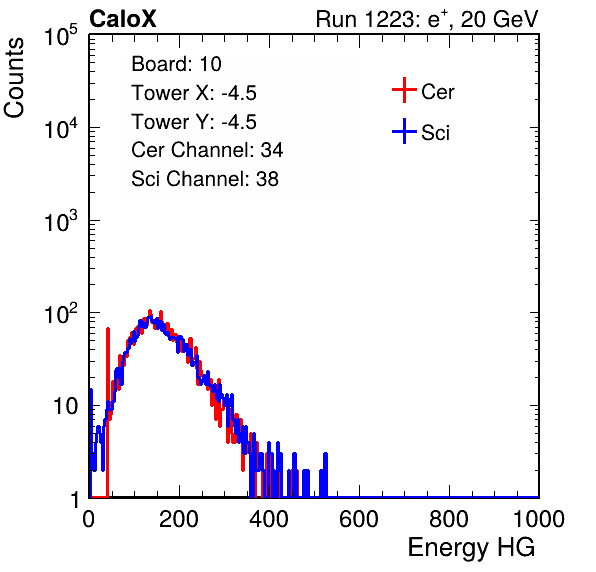 CaloX Run 1223: e⁺, 20 GeV
Counts
Board: 10
Tower X: -4.5
Tower Y: -4.5
Cer Channel: 34
Sci Channel: 38
Cer
Sci
10⁵
10⁴
10³
10²
10
1
0 200 400 600 800 1000
Energy HG